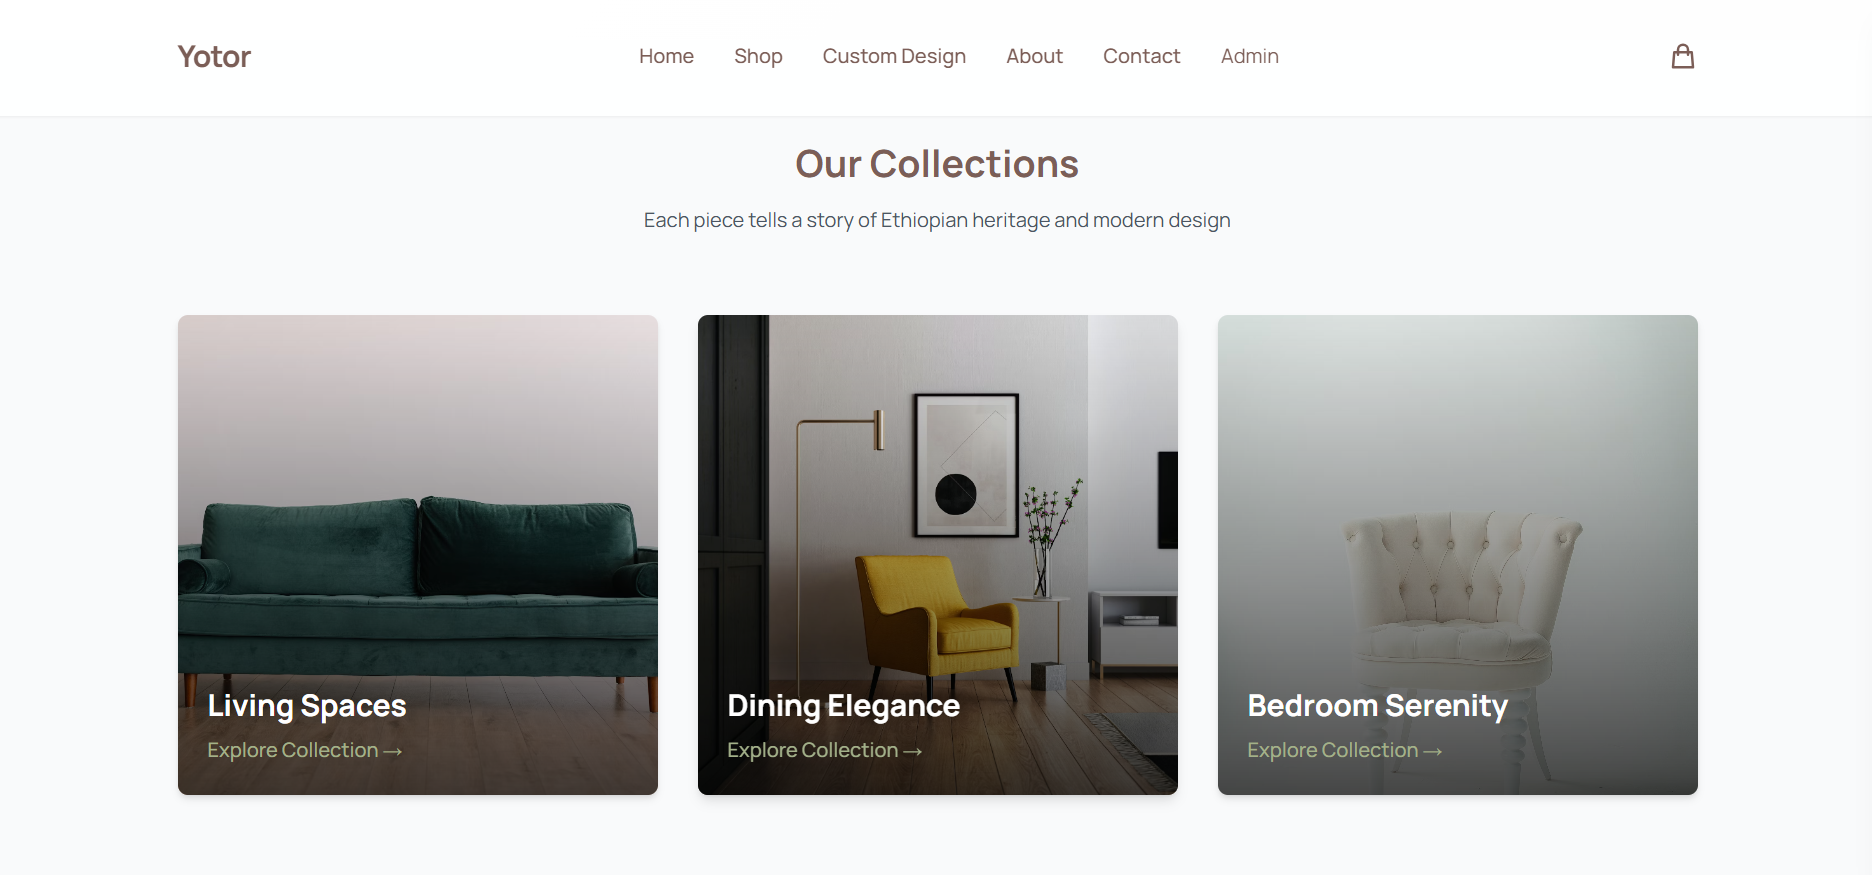 Yotor
Home Shop Custom Design About Contact Admin
Our Collections
Each piece tells a story of Ethiopian heritage and modern design
Living Spaces
Explore Collection →
Dining Elegance
Explore Collection →
Bedroom Serenity
Explore Collection →